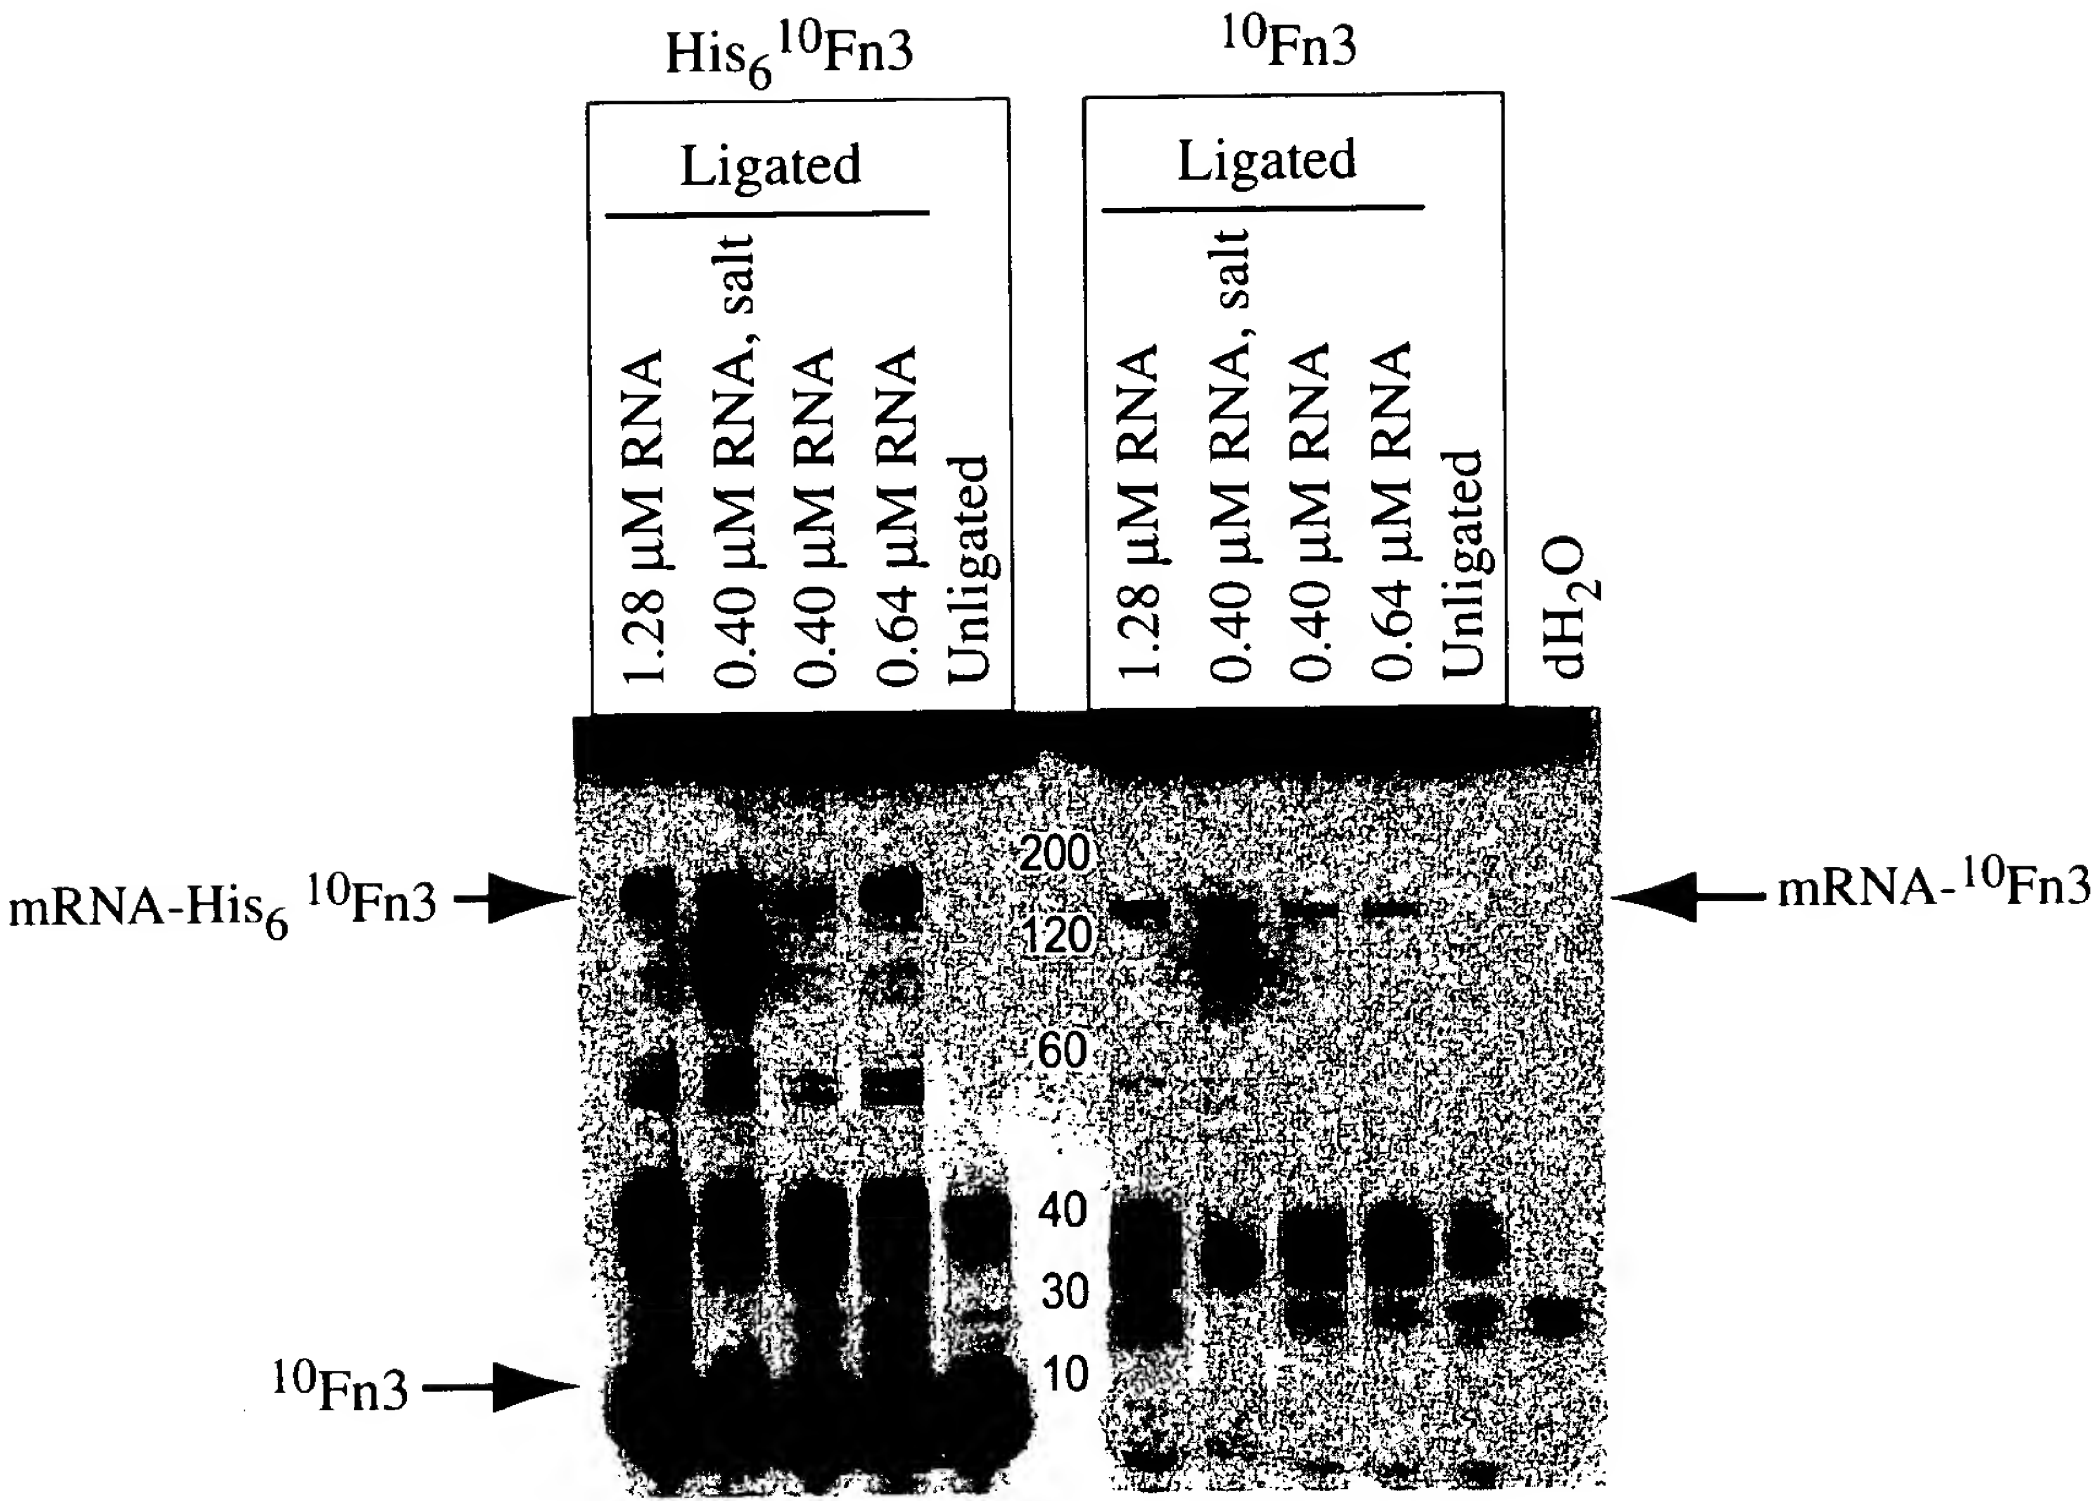 His₆¹⁰Fn3
¹⁰Fn3
Ligated
Ligated
1.28 µM RNA
0.40 µM RNA, salt
0.40 µM RNA
0.64 µM RNA
Unligated
1.28 µM RNA
0.40 µM RNA, salt
0.40 µM RNA
0.64 µM RNA
Unligated
dH₂O
200
mRNA-His₆ ¹⁰Fn3
mRNA-¹⁰Fn3
120
60
40
30
10
¹⁰Fn3